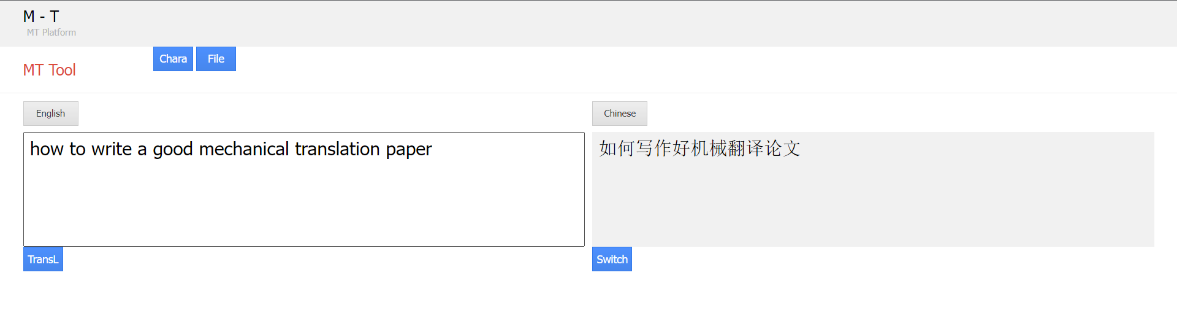 M - T
MT Platform
Chara File
MT Tool
English Chinese
how to write a good mechanical translation paper
如何写作好机械翻译论文
TransL Switch